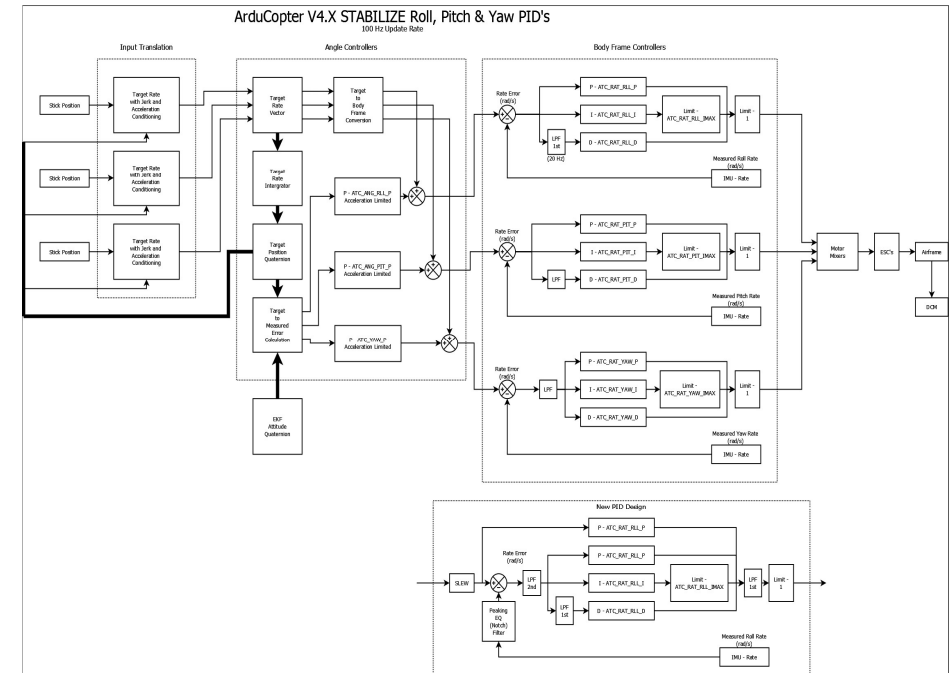 ArduCopter V4.X STABILIZE Roll, Pitch & Yaw PID's
100 Hz Update Rate
Input Translation
Angle Controllers
Body Frame Controllers
Stick Position
Target Rate
with Jerk and
Acceleration
Conditioning
Stick Position
Target Rate
with Jerk and
Acceleration
Conditioning
Stick Position
Target Rate
with Jerk and
Acceleration
Conditioning
Target
Rate
Vector
Target
to
Body
Frame
Conversion
Target
Rate
Intergrator
Target
Position
Quaternion
Target
to
Measured
Error
Calculation
EKF
Attitude
Quaternion
P - ATC_ANG_RLL_P
Acceleration Limited
P - ATC_ANG_PIT_P
Acceleration Limited
P - ATC_YAW_P
Acceleration Limited
Rate Error
(rad/s)
P - ATC_RAT_RLL_P
I - ATC_RAT_RLL_I
LPF
1st
(20 Hz)
D - ATC_RAT_RLL_D
Limit -
ATC_RAT_RLL_IMAX
Limit -
1
Measured Roll Rate
(rad/s)
IMU - Rate
Rate Error
(rad/s)
P - ATC_RAT_PIT_P
I - ATC_RAT_PIT_I
LPF
D - ATC_RAT_PIT_D
Limit -
ATC_RAT_PIT_IMAX
Limit -
1
Measured Pitch Rate
(rad/s)
IMU - Rate
Rate Error
(rad/s)
LPF
P - ATC_RAT_YAW_P
I - ATC_RAT_YAW_I
D - ATC_RAT_YAW_D
Limit -
ATC_RAT_YAW_IMAX
Limit -
1
Measured Yaw Rate
(rad/s)
IMU - Rate
Motor
Mixers
ESC's
Airframe
DCM
New PID Design
SLEW
Rate Error
(rad/s)
Peaking
EQ
(Notch)
Filter
LPF
2nd
LPF
1st
P - ATC_RAT_RLL_P
P - ATC_RAT_RLL_P
I - ATC_RAT_RLL_I
D - ATC_RAT_RLL_D
Limit -
ATC_RAT_RLL_IMAX
LPF
1st
Limit -
1
Measured Roll Rate
(rad/s)
IMU - Rate